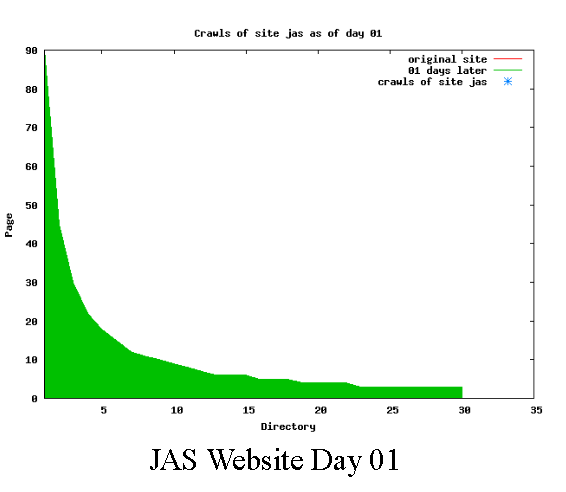 Crawls of site jas as of day 01
original site
01 days later
crawls of site jas
90
80
70
60
50
40
30
20
10
0
Page
5 10 15 20 25 30 35
Directory
JAS Website Day 01